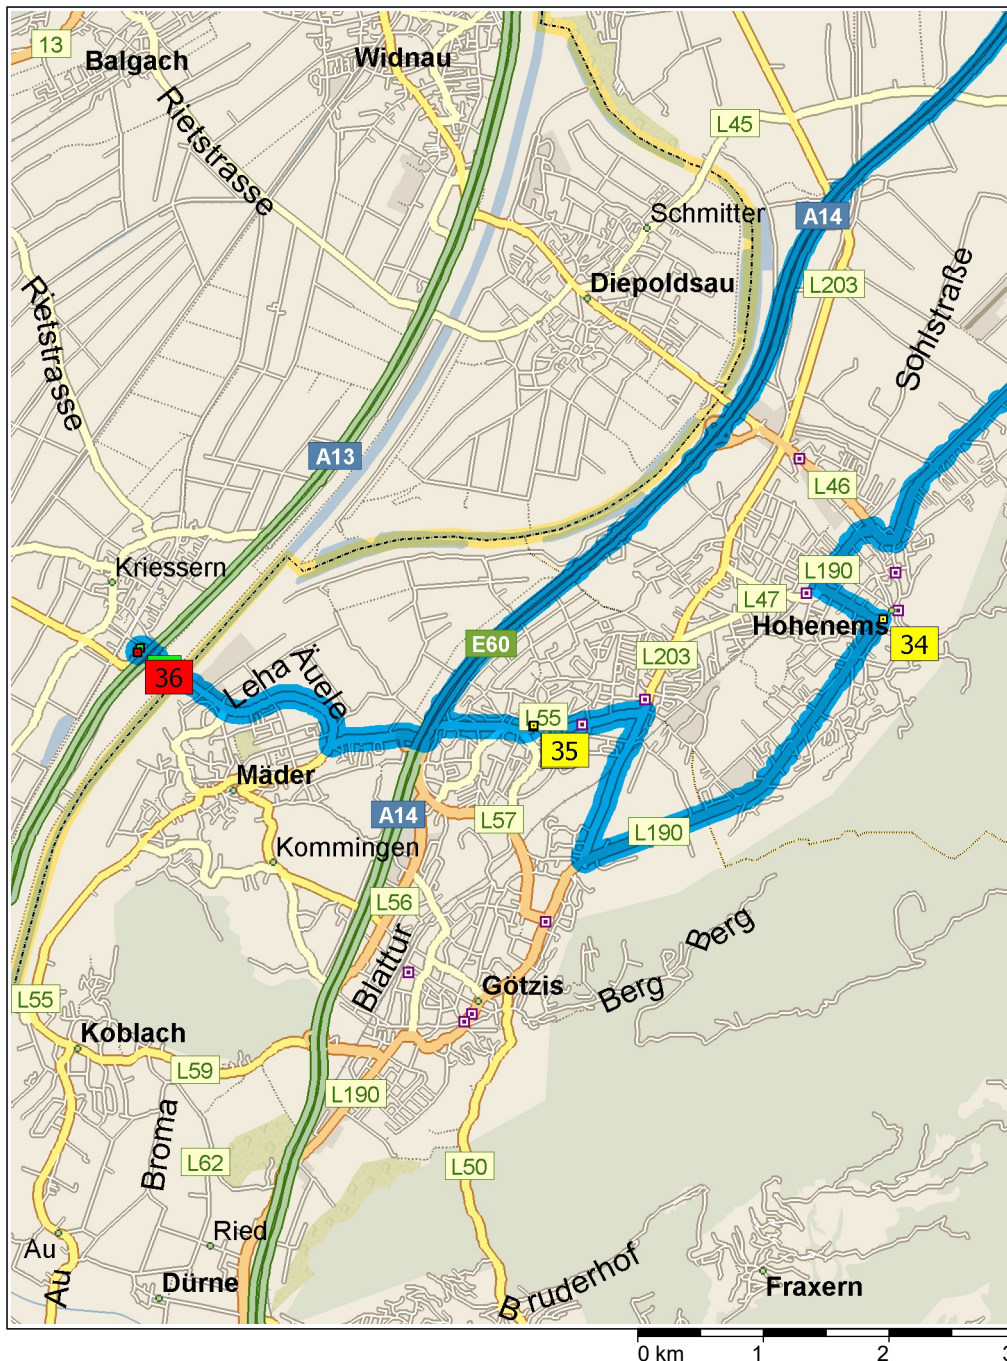 13
Balgach
Widnau
Rietstrasse
L45
Schmitter
A14
Diepoldsau
L203
Sohlstraße
Rietstrasse
A13
L46
Kriessern
L190
L47
Hohenems
34
E60
L203
36
Leha
Äuele
L55
35
Mäder
A14
L57
L190
Kommingen
L56
Berg
Blattur
Berg
Götzis
L55
Koblach
L59
L190
Broma
L62
L50
Au
Ried
Au
Dürne
Bruderhof
Fraxern
0 km 1 2 3